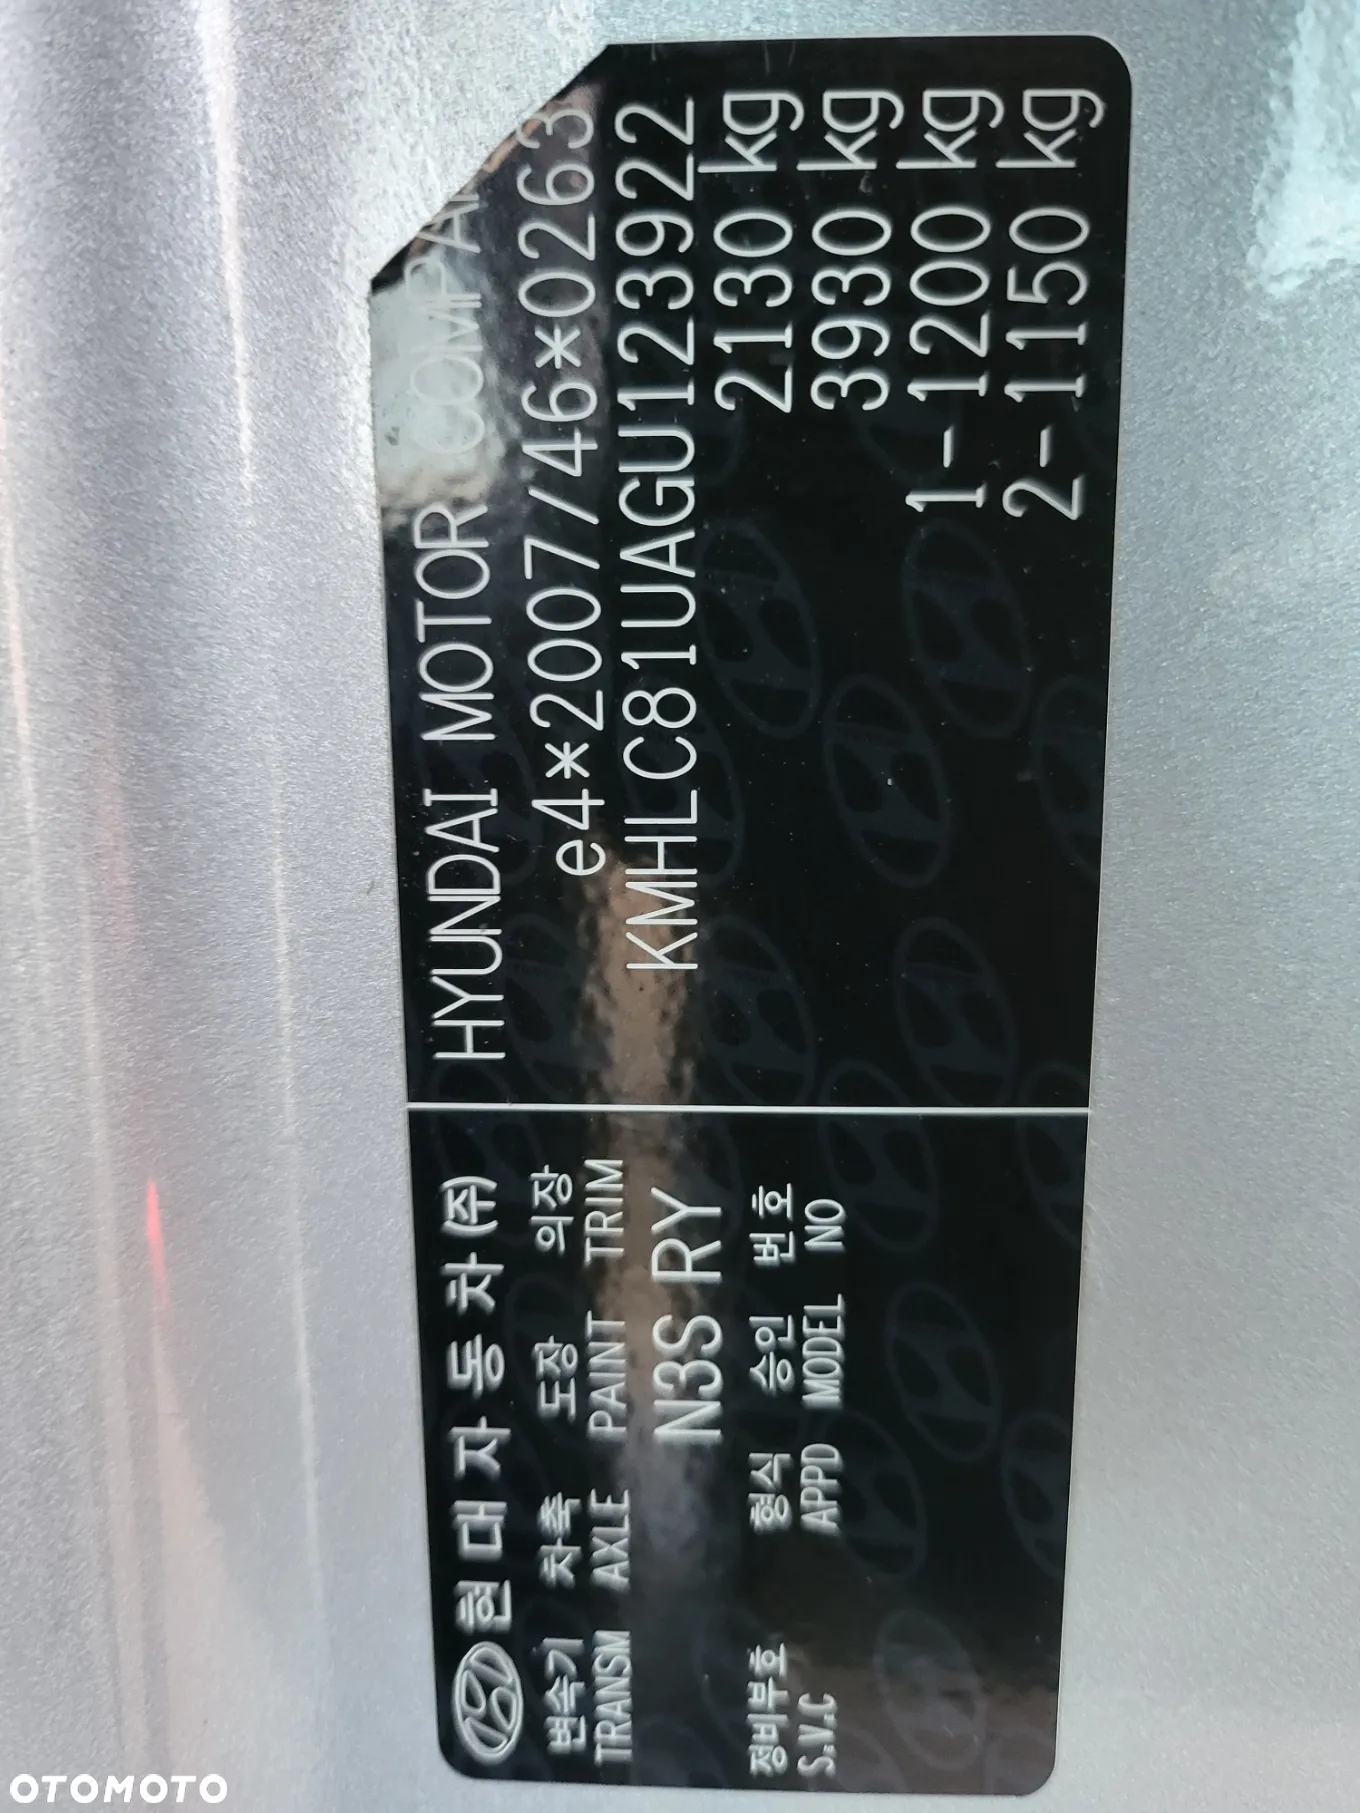 현대자동차(주)
변속기 차축 도장 의장
TRANSM AXLE PAINT TRIM
N3S RY
정비부호 형식 승인 번호
S.V.C APPD MODEL NO
HYUNDAI MOTOR COMPANY
e4*2007/46*0263
KMHLC81UAGU123922
2130 kg
3930 kg
1-1200 kg
2-1150 kg
OTOMOTO